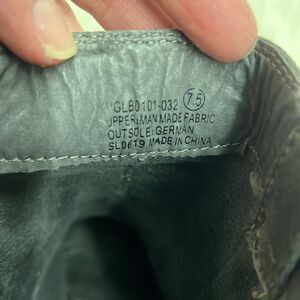 GLB0101-032 7.5
UPPER:MAN MADE FABRIC
OUTSOLE:GERMAN
SL0619 MADE IN CHINA